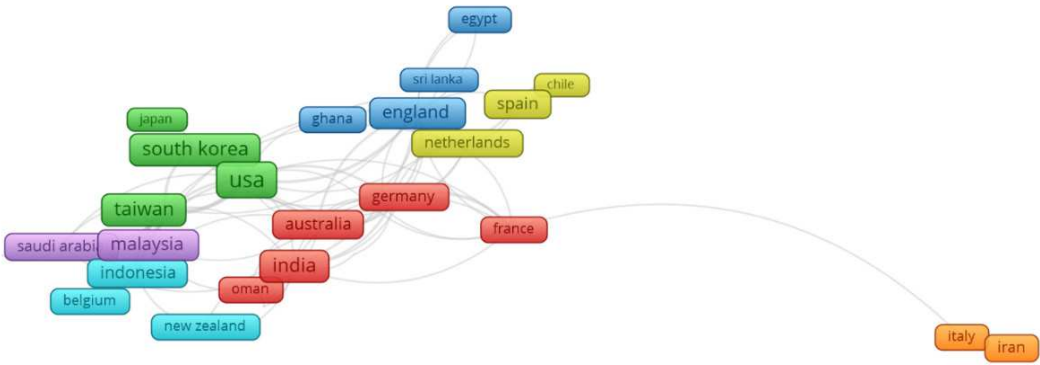 egypt
sri lanka
chile
spain
england
ghana
japan
netherlands
south korea
usa
germany
taiwan
australia
france
saudi arabi
malaysia
india
indonesia
oman
belgium
new zealand
italy
iran